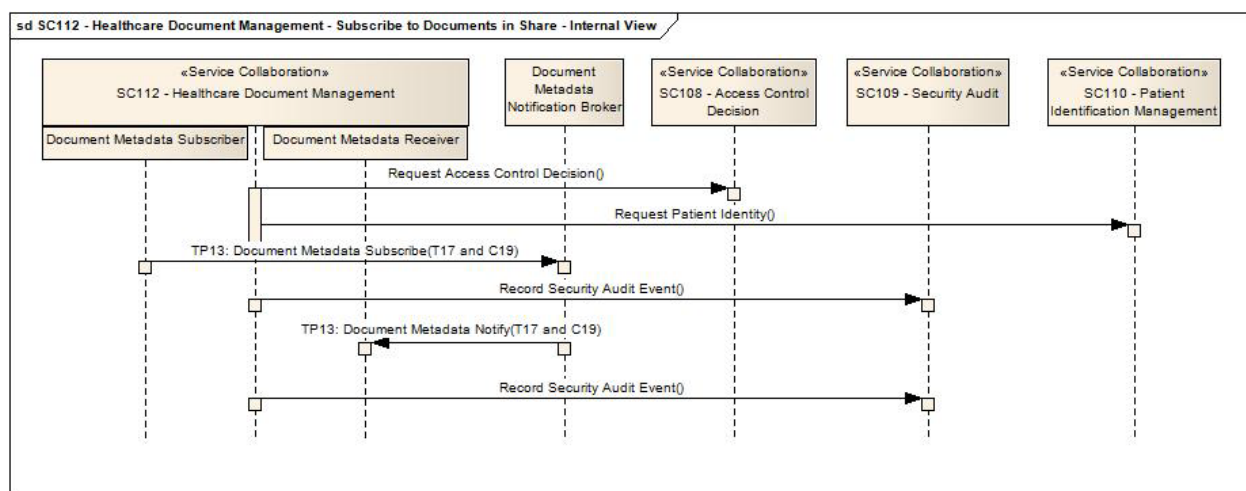 sd SC112 - Healthcare Document Management - Subscribe to Documents in Share - Internal View
«Service Collaboration»
SC112 - Healthcare Document Management
Document Metadata Subscriber
Document Metadata Receiver
Document
Metadata
Notification Broker
«Service Collaboration»
SC108 - Access Control
Decision
«Service Collaboration»
SC109 - Security Audit
«Service Collaboration»
SC110 - Patient
Identification Management
Request Access Control Decision()
Request Patient Identity()
TP13: Document Metadata Subscribe(T17 and C19)
Record Security Audit Event()
TP13: Document Metadata Notify(T17 and C19)
Record Security Audit Event()